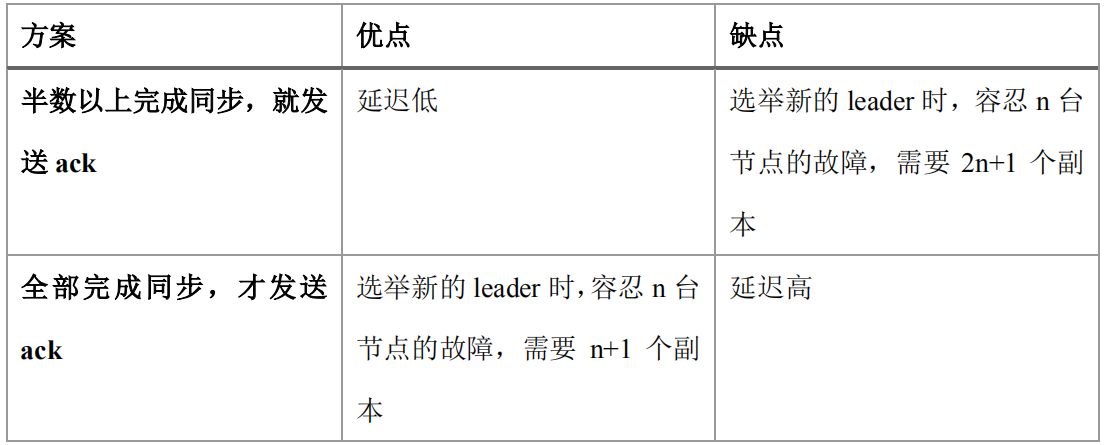 方案
优点
缺点
半数以上完成同步，就发
送 ack
延迟低
选举新的 leader 时，容忍 n 台
节点的故障，需要 2n+1 个副
本
全部完成同步，才发送
ack
选举新的 leader 时，容忍 n 台
节点的故障，需要 n+1 个副
本
延迟高